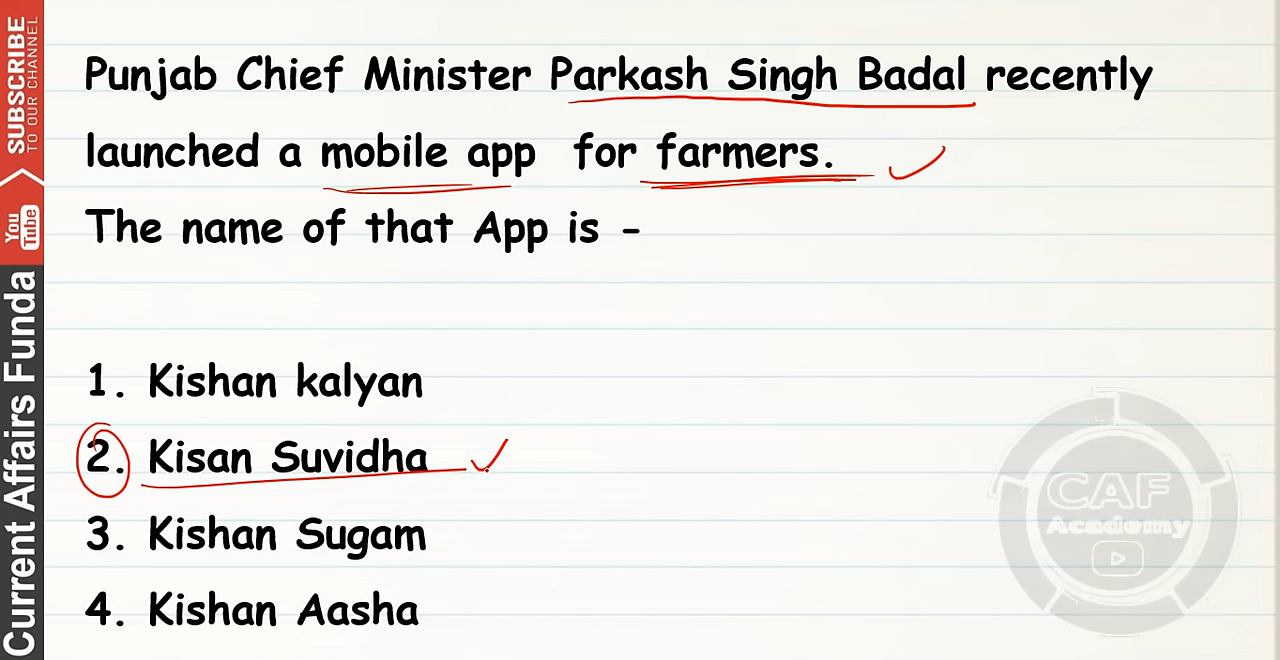 Punjab Chief Minister Parkash Singh Badal recently
launched a mobile app for farmers.
The name of that App is -
1. Kishan kalyan
2. Kisan Suvidha
3. Kishan Sugam
4. Kishan Aasha
SUBSCRIBE
TO OUR CHANNEL
You
Tube
Current Affairs Funda
CAF
Academy